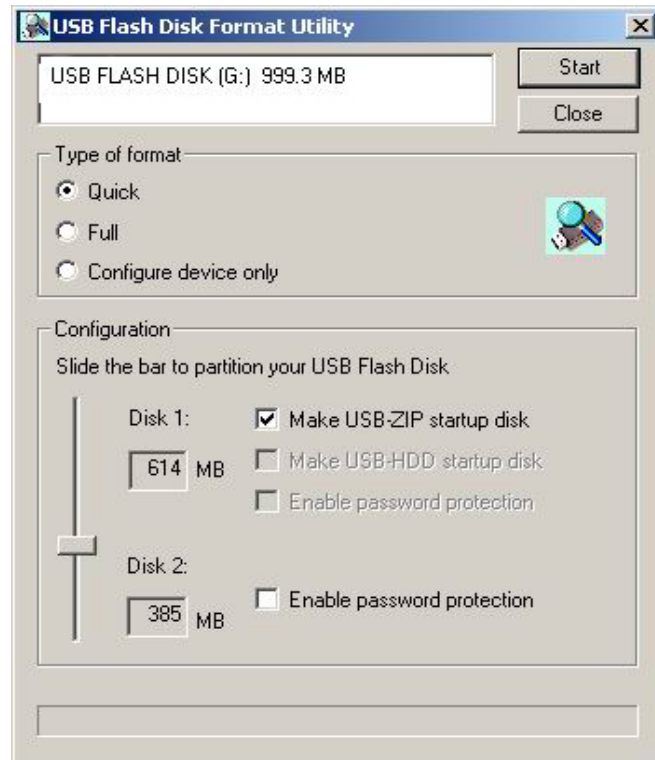 USB Flash Disk Format Utility
USB FLASH DISK (G:) 999.3 MB
Start
Close
Type of format
Quick
Full
Configure device only
Configuration
Slide the bar to partition your USB Flash Disk
Disk 1:
Make USB-ZIP startup disk
614 MB
Make USB-HDD startup disk
Enable password protection
Disk 2:
385 MB
Enable password protection